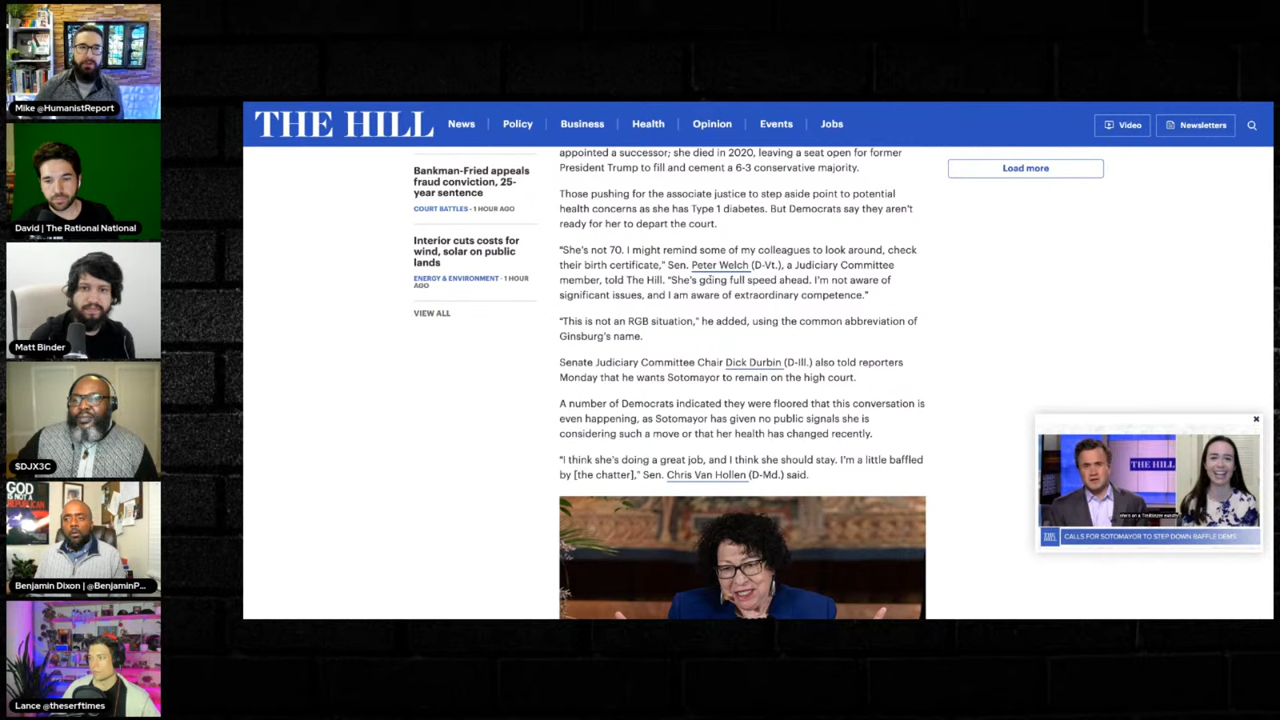 Mike @HumanistReport
David | The Rational National
Matt Binder
$DJX3C
GOD
IS NOT A
REPUBLICAN
Benjamin Dixon | @BenjaminP...
Lance @theserftimes
THE HILL
News
Policy
Business
Health
Opinion
Events
Jobs
Video
Newsletters
Bankman-Fried appeals
fraud conviction, 25-
year sentence
COURT BATTLES - 1 HOUR AGO
Interior cuts costs for
wind, solar on public
lands
ENERGY & ENVIRONMENT - 1 HOUR
AGO
VIEW ALL
appointed a successor; she died in 2020, leaving a seat open for former
President Trump to fill and cement a 6-3 conservative majority.
Those pushing for the associate justice to step aside point to potential
health concerns as she has Type 1 diabetes. But Democrats say they aren't
ready for her to depart the court.
“She's not 70. I might remind some of my colleagues to look around, check
their birth certificate,” Sen. Peter Welch (D-Vt.), a Judiciary Committee
member, told The Hill. “She's going full speed ahead. I'm not aware of
significant issues, and I am aware of extraordinary competence.”
“This is not an RGB situation,” he added, using the common abbreviation of
Ginsburg's name.
Senate Judiciary Committee Chair Dick Durbin (D-Ill.) also told reporters
Monday that he wants Sotomayor to remain on the high court.
A number of Democrats indicated they were floored that this conversation is
even happening, as Sotomayor has given no public signals she is
considering such a move or that her health has changed recently.
“I think she's doing a great job, and I think she should stay. I'm a little baffled
by [the chatter],” Sen. Chris Van Hollen (D-Md.) said.
Load more
THE HILL
THE HILL
CALLS FOR SOTOMAYOR TO STEP DOWN BAFFLE DEMS